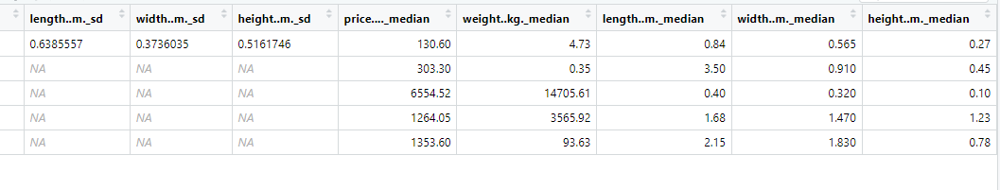 length..m._sd width..m._sd height..m._sd price...._median weight..kg._median length..m._median width..m._median height..m._median
0.6385557 0.3736035 0.5161746 130.60 4.73 0.84 0.565 0.27
NA NA NA 303.30 0.35 3.50 0.910 0.45
NA NA NA 6554.52 14705.61 0.40 0.320 0.10
NA NA NA 1264.05 3565.92 1.68 1.470 1.23
NA NA NA 1353.60 93.63 2.15 1.830 0.78